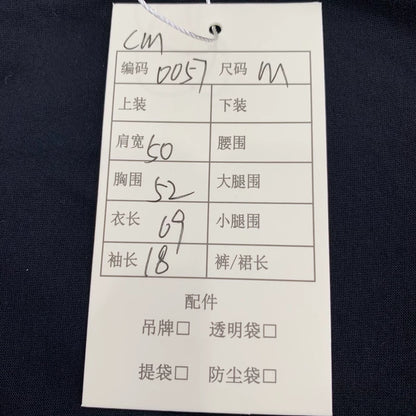 CM
编码 0057 尺码 M
上装 下装
肩宽 50 腰围
胸围 52 大腿围
衣长 69 小腿围
袖长 18 裤/裙长
配件
吊牌□ 透明袋□
提袋□ 防尘袋□